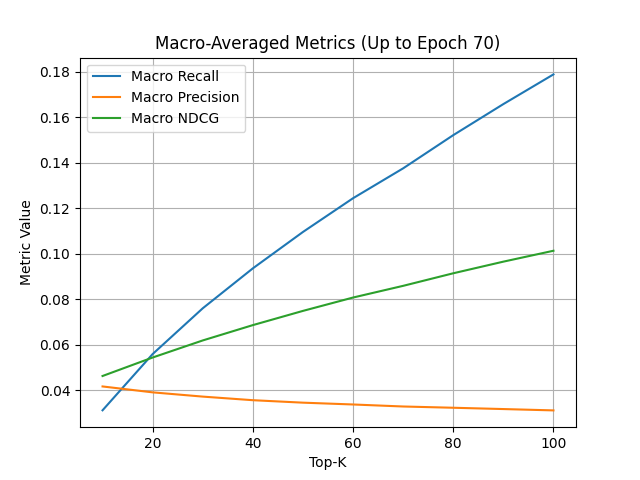 Macro-Averaged Metrics (Up to Epoch 70)
Macro Recall
Macro Precision
Macro NDCG
Metric Value
0.18
0.16
0.14
0.12
0.10
0.08
0.06
0.04
20 40 60 80 100
Top-K